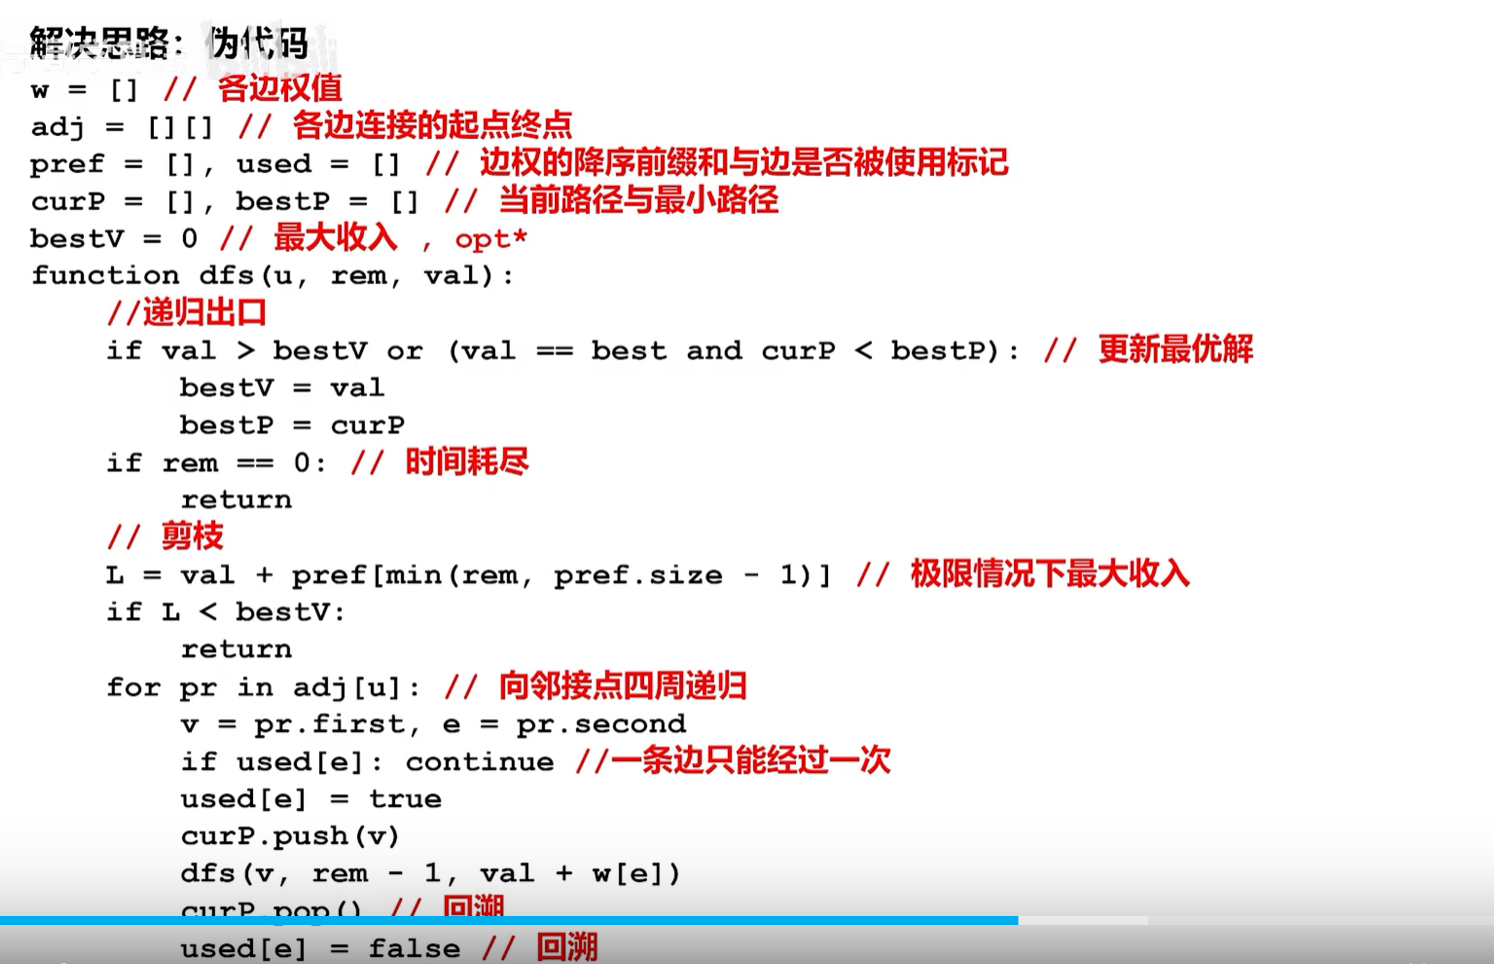 解决思路：伪代码
w = [] // 各边权值
adj = [][] // 各边连接的起点终点
pref = [], used = [] // 边权的降序前缀和与边是否被使用标记
curP = [], bestP = [] // 当前路径与最小路径
bestV = 0 // 最大收入 , opt*
function dfs(u, rem, val):
//递归出口
if val > bestV or (val == best and curP < bestP): // 更新最优解
bestV = val
bestP = curP
if rem == 0: // 时间耗尽
return
// 剪枝
L = val + pref[min(rem, pref.size - 1)] // 极限情况下最大收入
if L < bestV:
return
for pr in adj[u]: // 向邻接点四周递归
v = pr.first, e = pr.second
if used[e]: continue //一条边只能经过一次
used[e] = true
curP.push(v)
dfs(v, rem - 1, val + w[e])
curP.pop() // 回溯
used[e] = false // 回溯